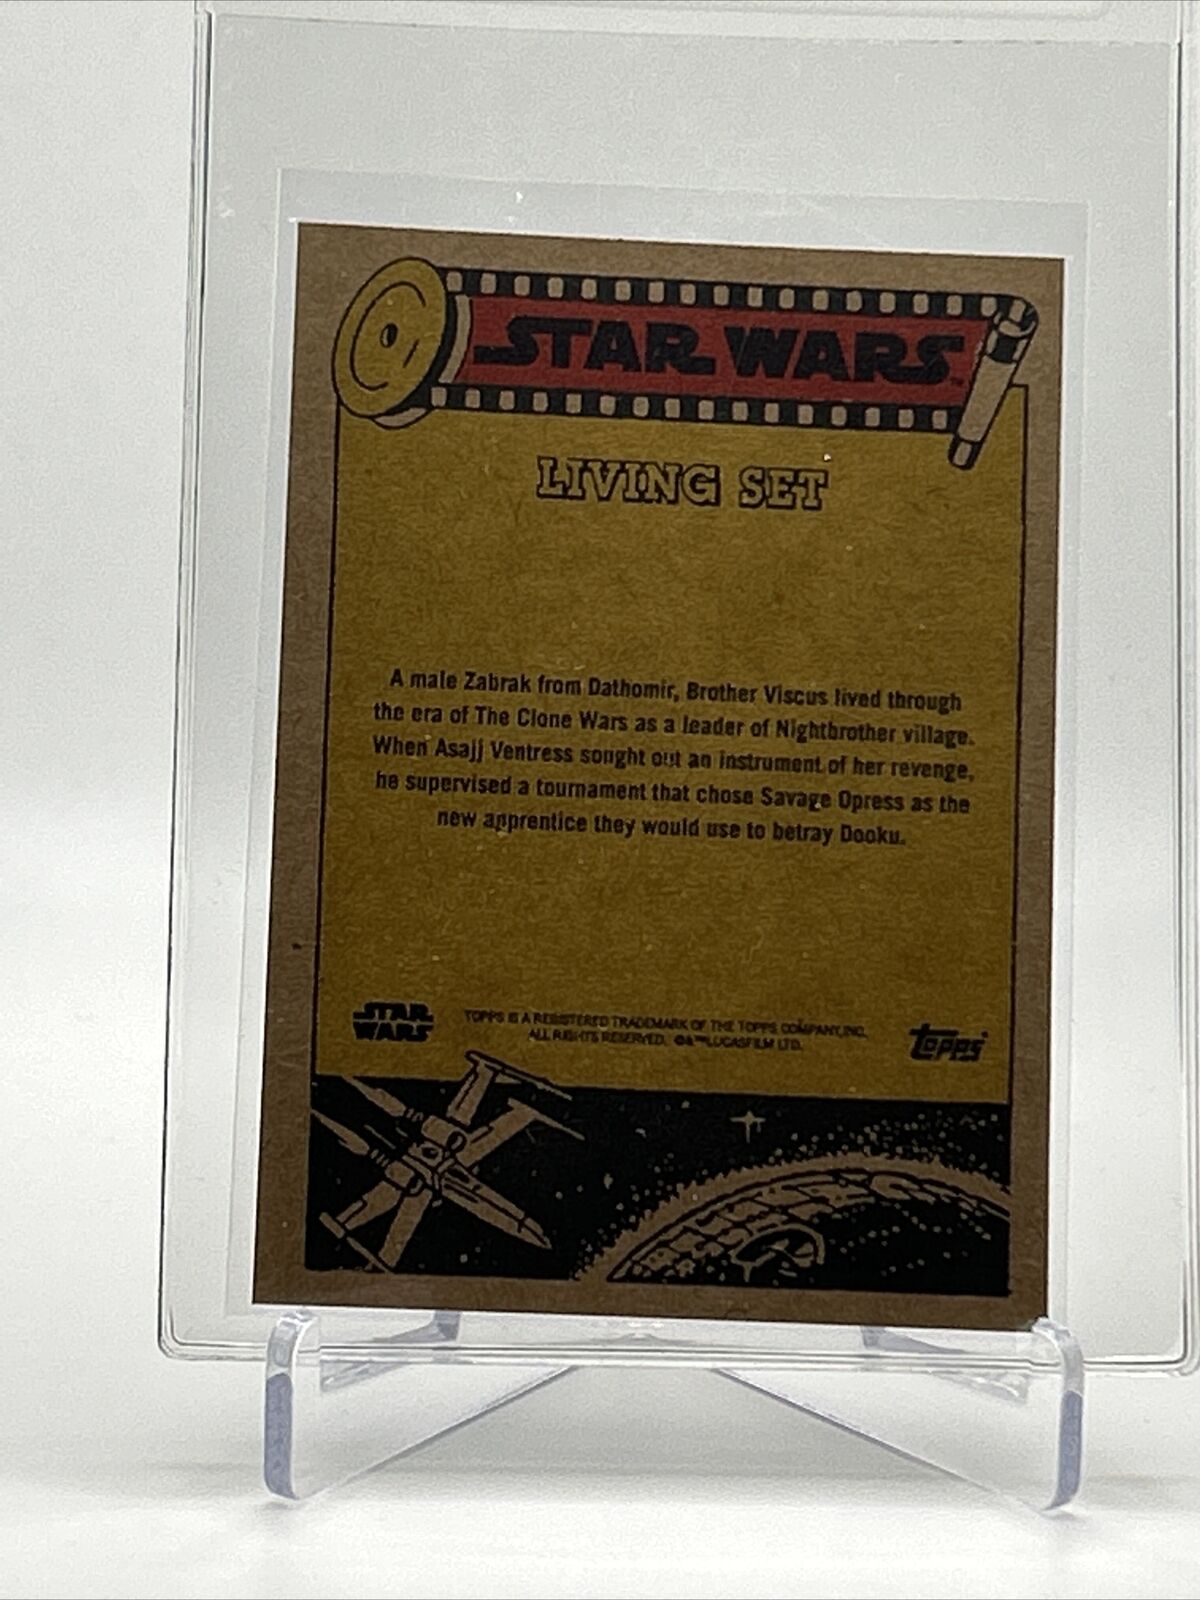 STAR WARS™
LIVING SET
A male Zabrak from Dathomir, Brother Viscus lived through
the era of The Clone Wars as a leader of Nightbrother village.
When Asajj Ventress sought out an instrument of her revenge,
he supervised a tournament that chose Savage Opress as the
new apprentice they would use to betray Dooku.
STAR
WARS
TOPPS IS A REGISTERED TRADEMARK OF THE TOPPS COMPANY, INC.
ALL RIGHTS RESERVED. ©&™LUCASFILM LTD.
Topps®